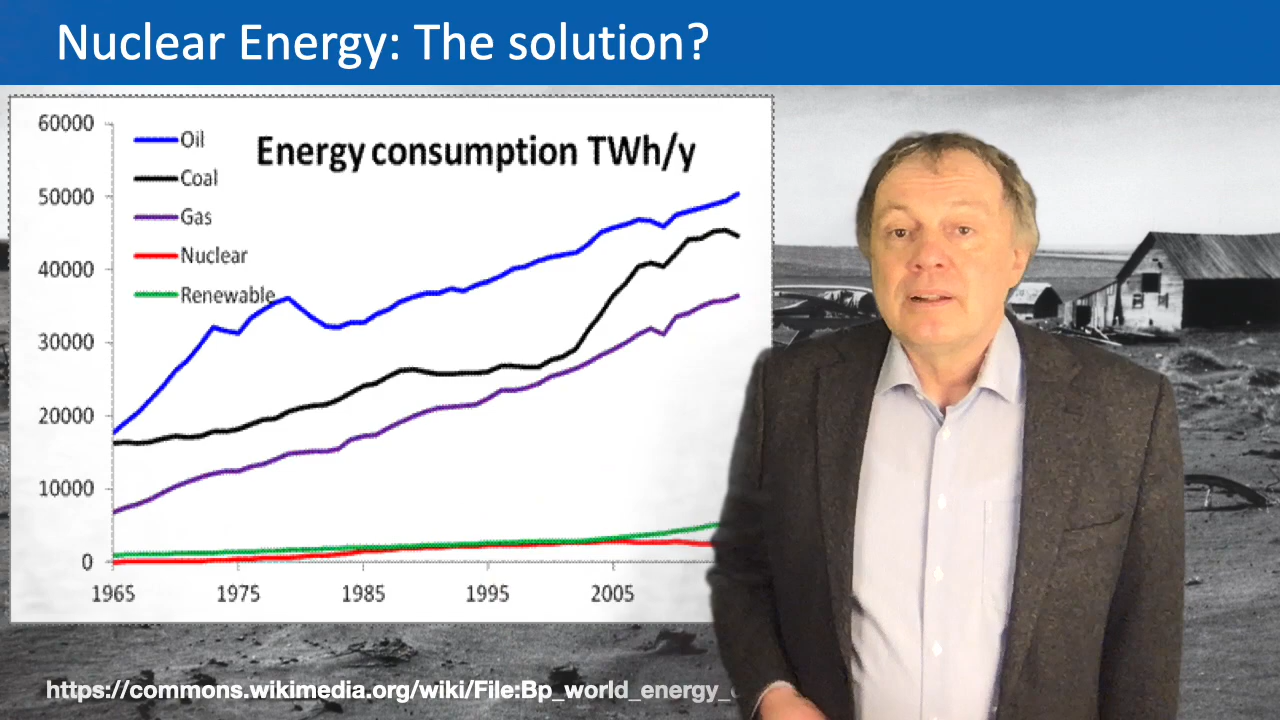 Nuclear Energy: The solution?
Energy consumption TWh/y
Oil
Coal
Gas
Nuclear
Renewable
60000
50000
40000
30000
20000
10000
0
1965 1975 1985 1995 2005
https://commons.wikimedia.org/wiki/File:Bp_world_energy_